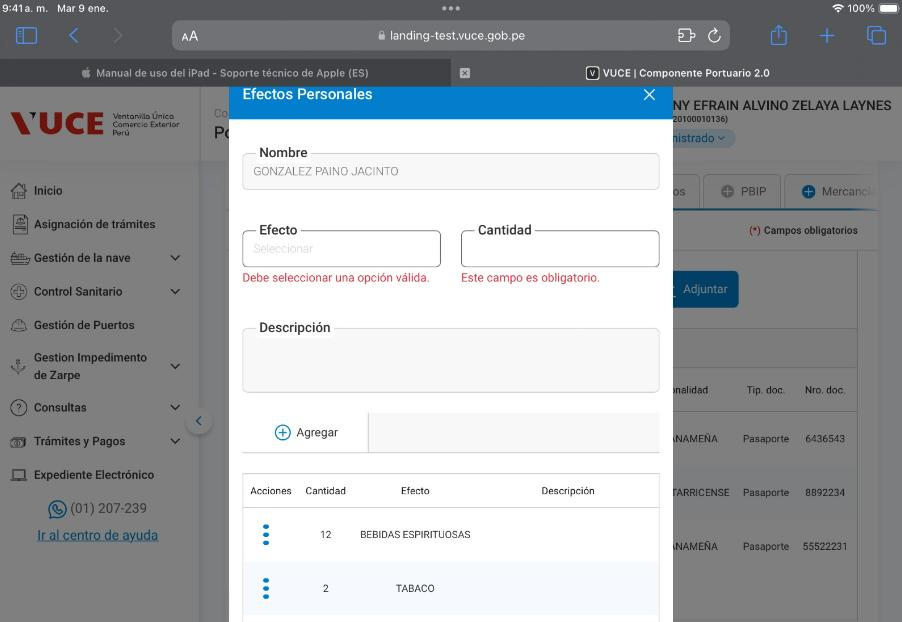 9:41 a. m. Mar 9 ene.
100%
AA
landing-test.vuce.gob.pe
Manual de uso del iPad - Soporte técnico de Apple (ES)
V VUCE | Componente Portuario 2.0
Efectos Personales
NY EFRAIN ALVINO ZELAYA LAYNES
20100010136)
nistrado
VUCE
Ventanilla Única
Comercio Exterior
Perú
Co
Po
Nombre
GONZALEZ PAINO JACINTO
os
PBIP
Mercancía
(*) Campos obligatorios
Inicio
Asignación de trámites
Gestión de la nave
Control Sanitario
Gestión de Puertos
Gestion Impedimento
de Zarpe
Consultas
Trámites y Pagos
Expediente Electrónico
(01) 207-239
Ir al centro de ayuda
Efecto
Seleccionar
Debe seleccionar una opción válida.
Cantidad
Este campo es obligatorio.
Adjuntar
Descripción
Agregar
Acciones Cantidad Efecto Descripción
12 BEBIDAS ESPIRITUOSAS
2 TABACO
onalidad Tip. doc. Nro. doc.
ANAMEÑA Pasaporte 6436543
TARRICENSE Pasaporte 8892234
ANAMEÑA Pasaporte 55522231